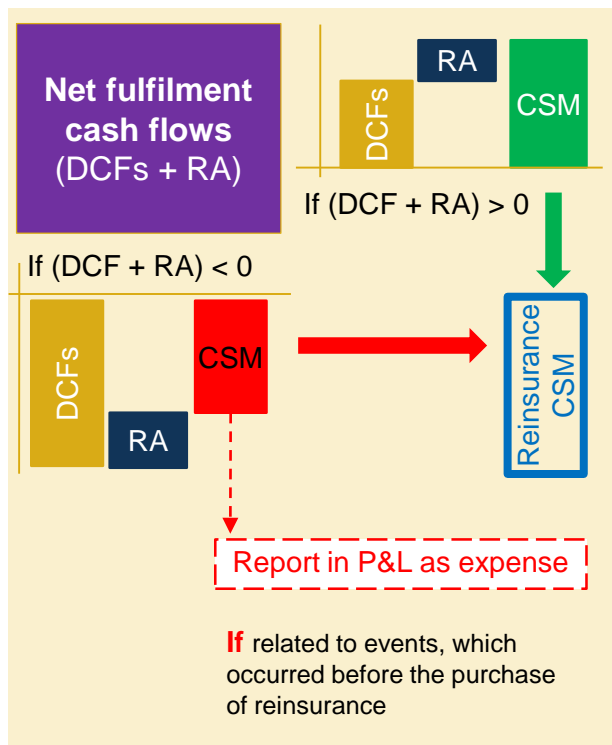 Net fulfilment
cash flows
(DCFs + RA)
DCFs
RA
CSM
If (DCF + RA) > 0
If (DCF + RA) < 0
DCFs
RA
CSM
Reinsurance
CSM
Report in P&L as expense
If related to events, which
occurred before the purchase
of reinsurance